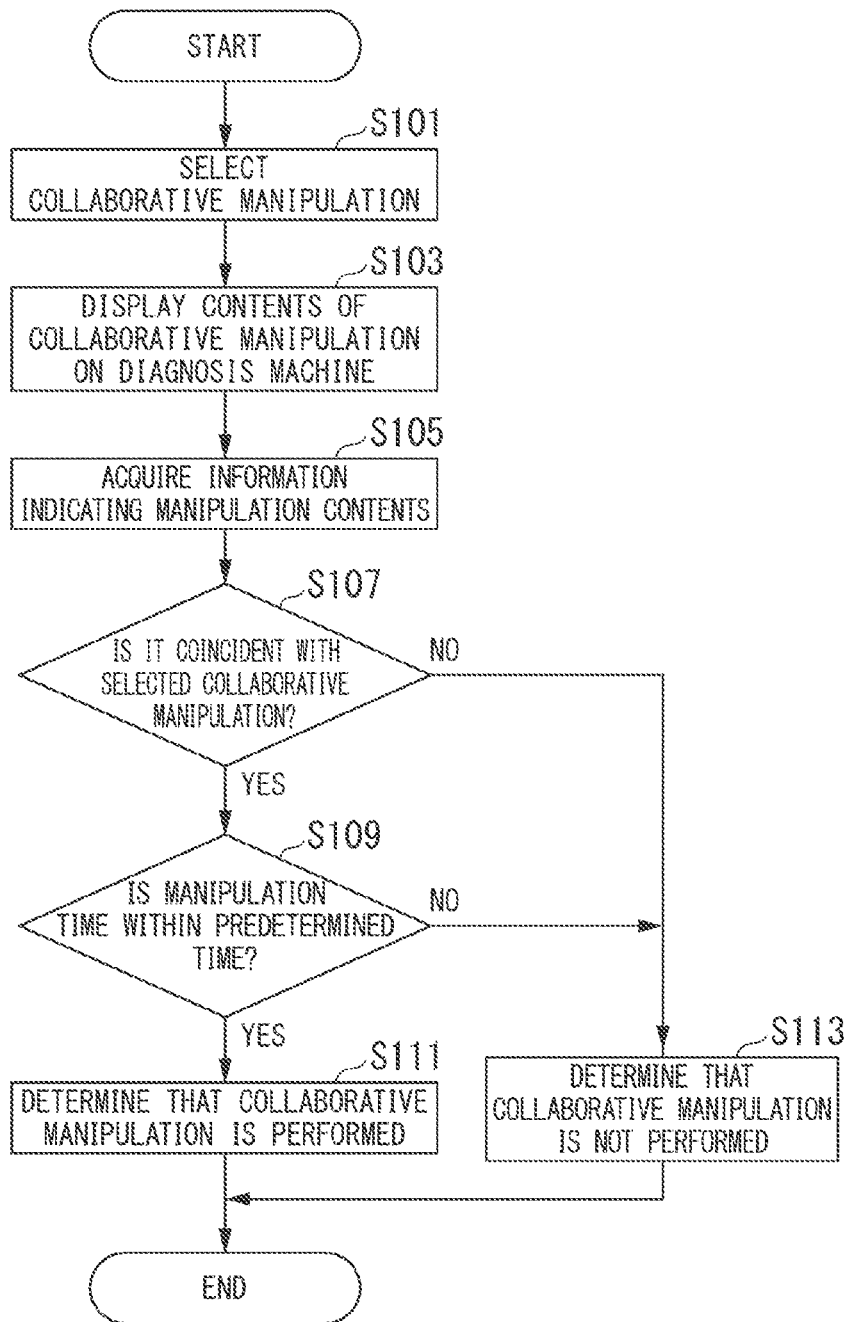 START
S101
SELECT
COLLABORATIVE MANIPULATION
S103
DISPLAY CONTENTS OF
COLLABORATIVE MANIPULATION
ON DIAGNOSIS MACHINE
S105
ACQUIRE INFORMATION
INDICATING MANIPULATION CONTENTS
S107
IS IT COINCIDENT WITH
SELECTED COLLABORATIVE
MANIPULATION?
NO
YES
S109
IS MANIPULATION
TIME WITHIN PREDETERMINED
TIME?
NO
YES
S111
DETERMINE THAT COLLABORATIVE
MANIPULATION IS PERFORMED
S113
DETERMINE THAT
COLLABORATIVE MANIPULATION
IS NOT PERFORMED
END